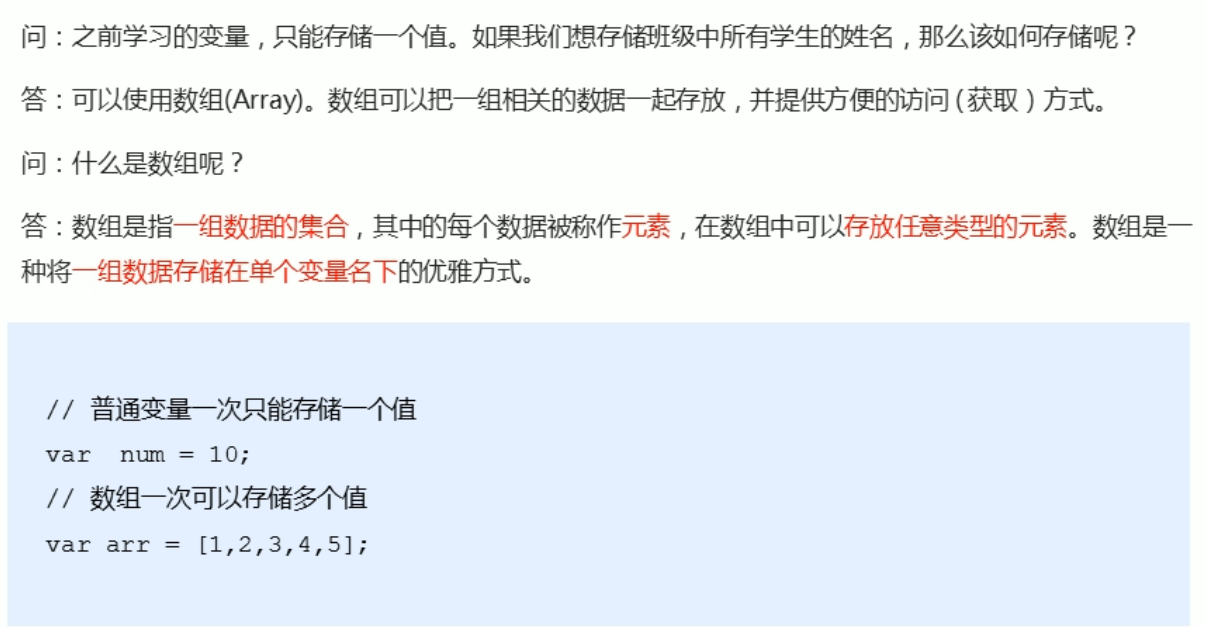 问：之前学习的变量，只能存储一个值。如果我们想存储班级中所有学生的姓名，那么该如何存储呢？
答：可以使用数组(Array)。数组可以把一组相关的数据一起存放，并提供方便的访问(获取）方式。
问：什么是数组呢？
答：数组是指一组数据的集合，其中的每个数据被称作元素，在数组中可以存放任意类型的元素。数组是一
种将一组数据存储在单个变量名下的优雅方式。
// 普通变量一次只能存储一个值
var  num = 10;
// 数组一次可以存储多个值
var arr = [1,2,3,4,5];